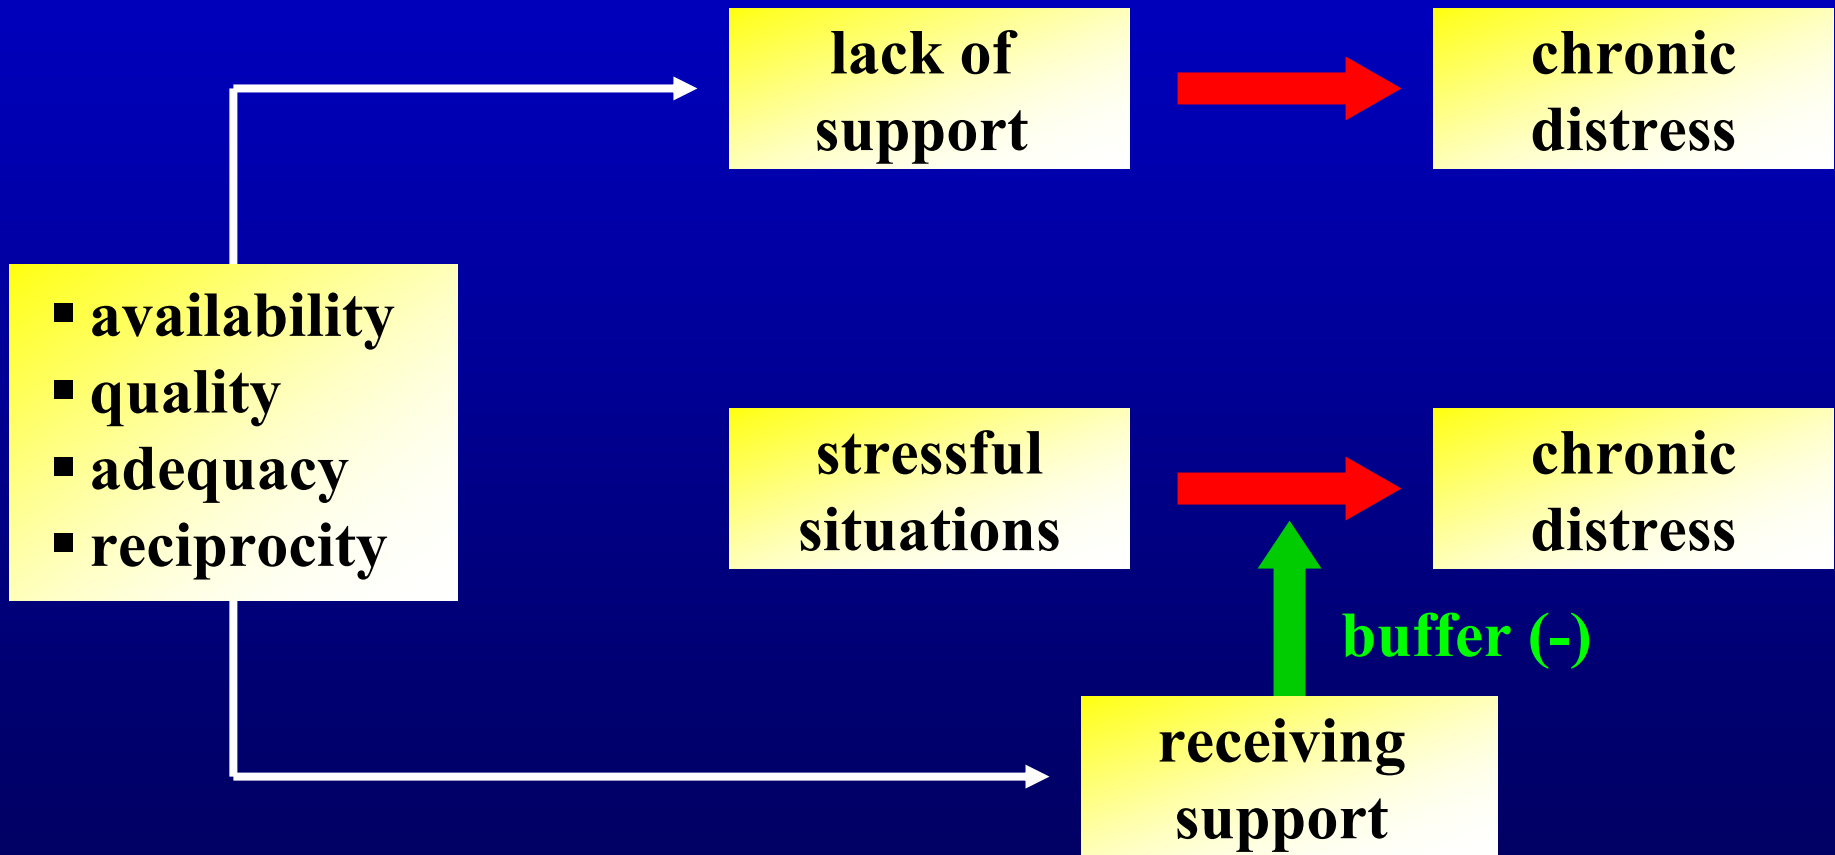 lack of
support
chronic
distress
▪ availability
▪ quality
▪ adequacy
▪ reciprocity
stressful
situations
chronic
distress
buffer (-)
receiving
support